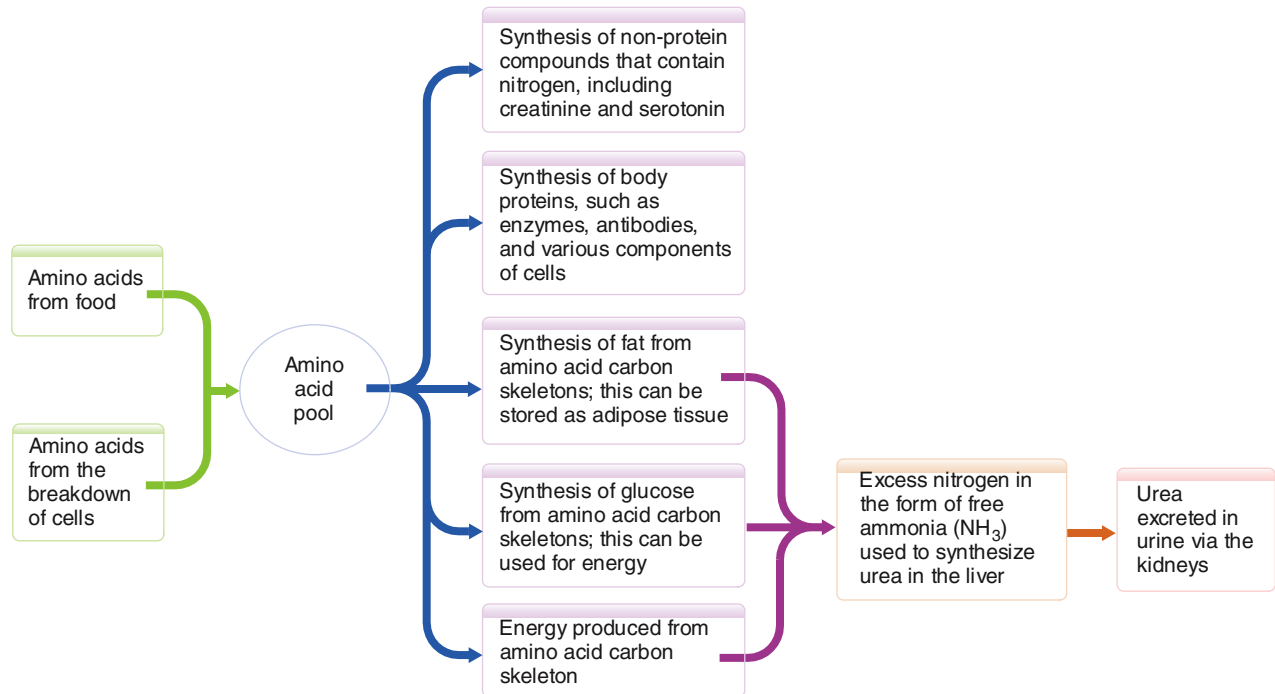 Synthesis of non-protein
compounds that contain
nitrogen, including
creatinine and serotonin
Synthesis of body
proteins, such as
enzymes, antibodies,
and various components
of cells
Amino acids
from food
Amino
acid
pool
Synthesis of fat from
amino acid carbon
skeletons; this can be
stored as adipose tissue
Amino acids
from the
breakdown
of cells
Synthesis of glucose
from amino acid carbon
skeletons; this can be
used for energy
Energy produced from
amino acid carbon
skeleton
Excess nitrogen in
the form of free
ammonia (NH₃)
used to synthesize
urea in the liver
Urea
excreted in
urine via the
kidneys